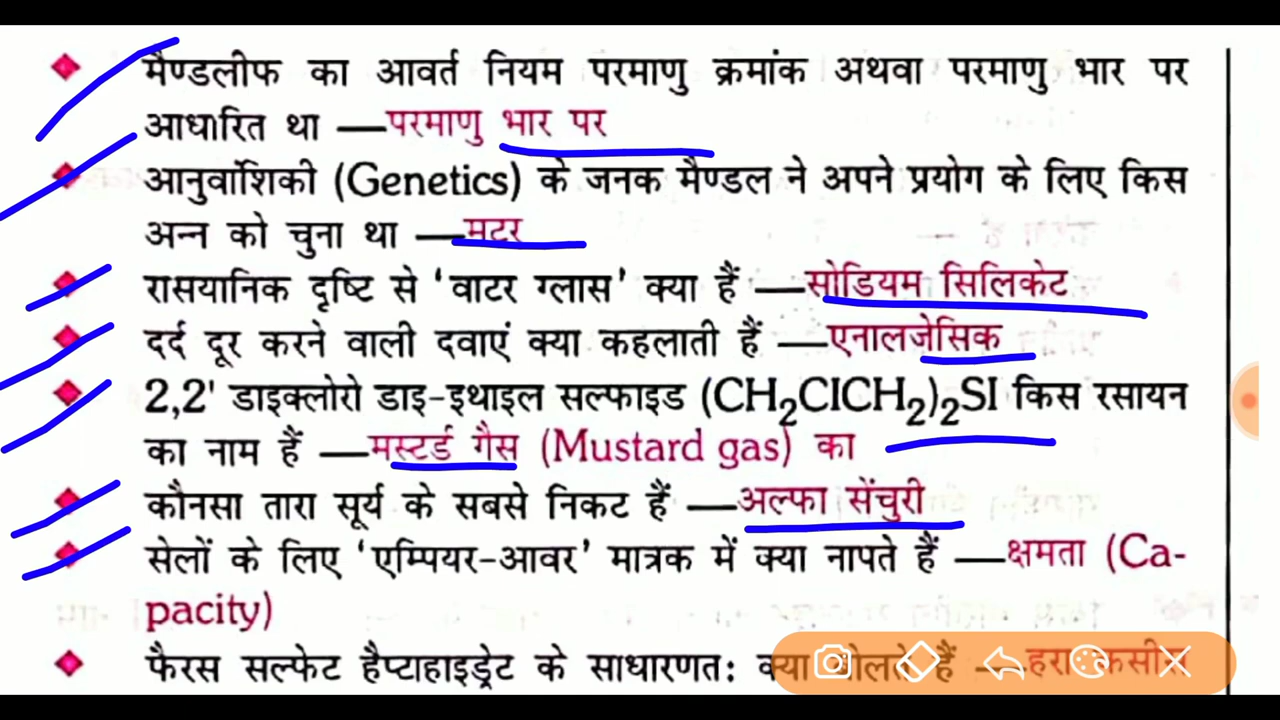 मैण्डलीफ का आवर्त नियम परमाणु क्रमांक अथवा परमाणु भार पर
आधारित था —परमाणु भार पर
आनुवांशिकी (Genetics) के जनक मैण्डल ने अपने प्रयोग के लिए किस
अन्न को चुना था —मटर
रासयानिक दृष्टि से ‘वाटर ग्लास’ क्या हैं —सोडियम सिलिकेट
दर्द दूर करने वाली दवाएं क्या कहलाती हैं —एनालजेसिक
2,2' डाइक्लोरो डाइ-इथाइल सल्फाइड (CH₂ClCH₂)₂SI किस रसायन
का नाम हैं —मस्टर्ड गैस (Mustard gas) का
कौनसा तारा सूर्य के सबसे निकट हैं —अल्फा सेंचुरी
सेलों के लिए ‘एम्पियर-आवर’ मात्रक में क्या नापते हैं —क्षमता (Ca-
pacity)
फैरस सल्फेट हैप्टाहाइड्रेट के साधारणतः क्या बोलते हैं —हरा कसीस